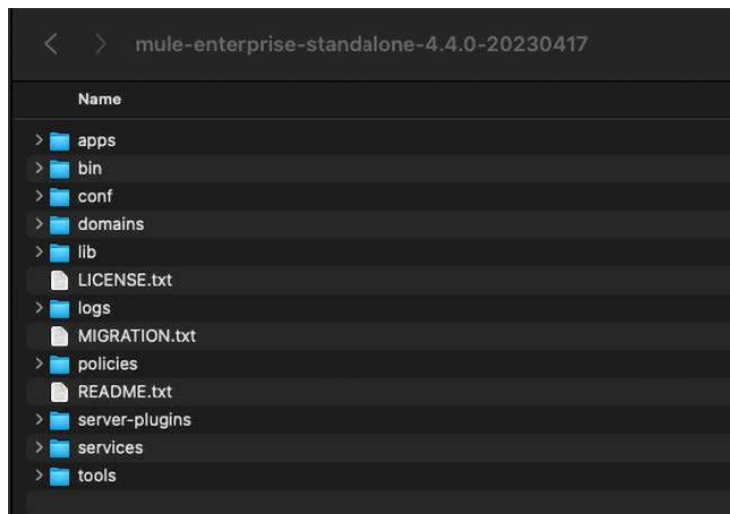 mule-enterprise-standalone-4.4.0-20230417
Name
apps
bin
conf
domains
lib
LICENSE.txt
logs
MIGRATION.txt
policies
README.txt
server-plugins
services
tools